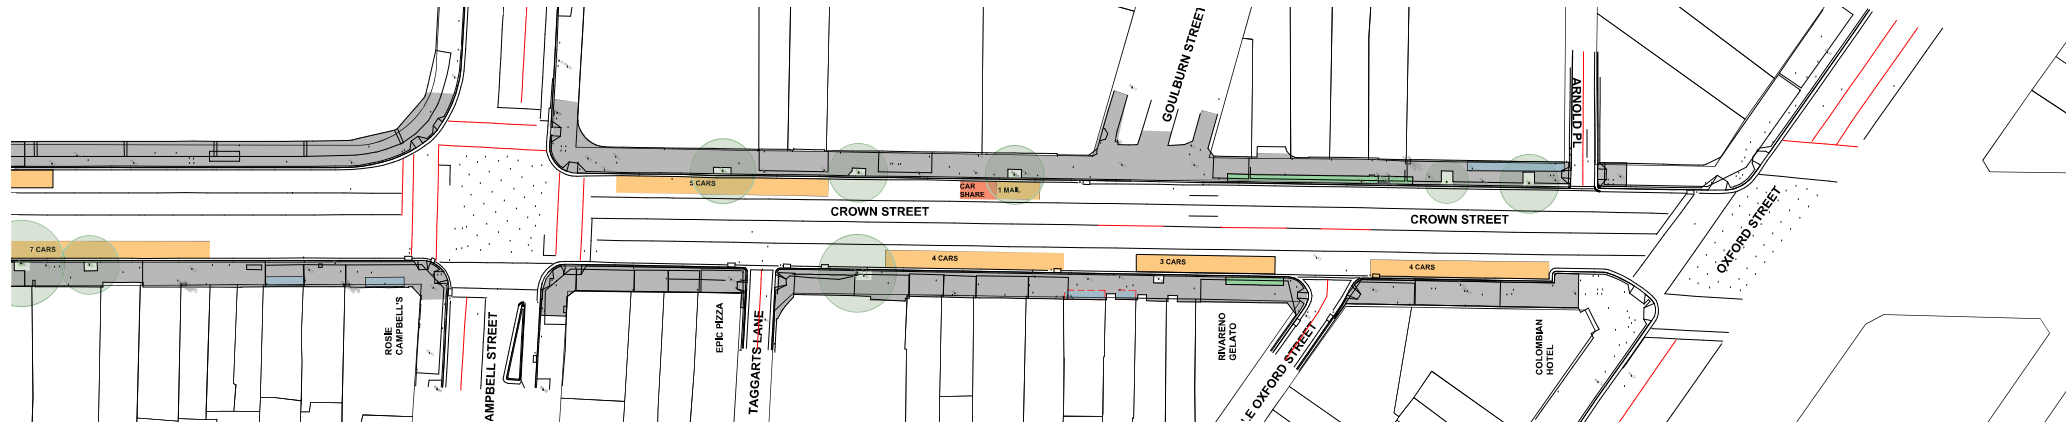 GOULBURN STREET
ARNOLD PL
5 CARS
CAR
SHARE
1 MAIL
CROWN STREET
CROWN STREET
OXFORD STREET
7 CARS
4 CARS
3 CARS
4 CARS
ROSIE
CAMPBELL'S
AMPBELL STREET
EPIC PIZZA
TAGGARTS LANE
RIVARENO
GELATO
LE OXFORD STREET
COLOMBIAN
HOTEL